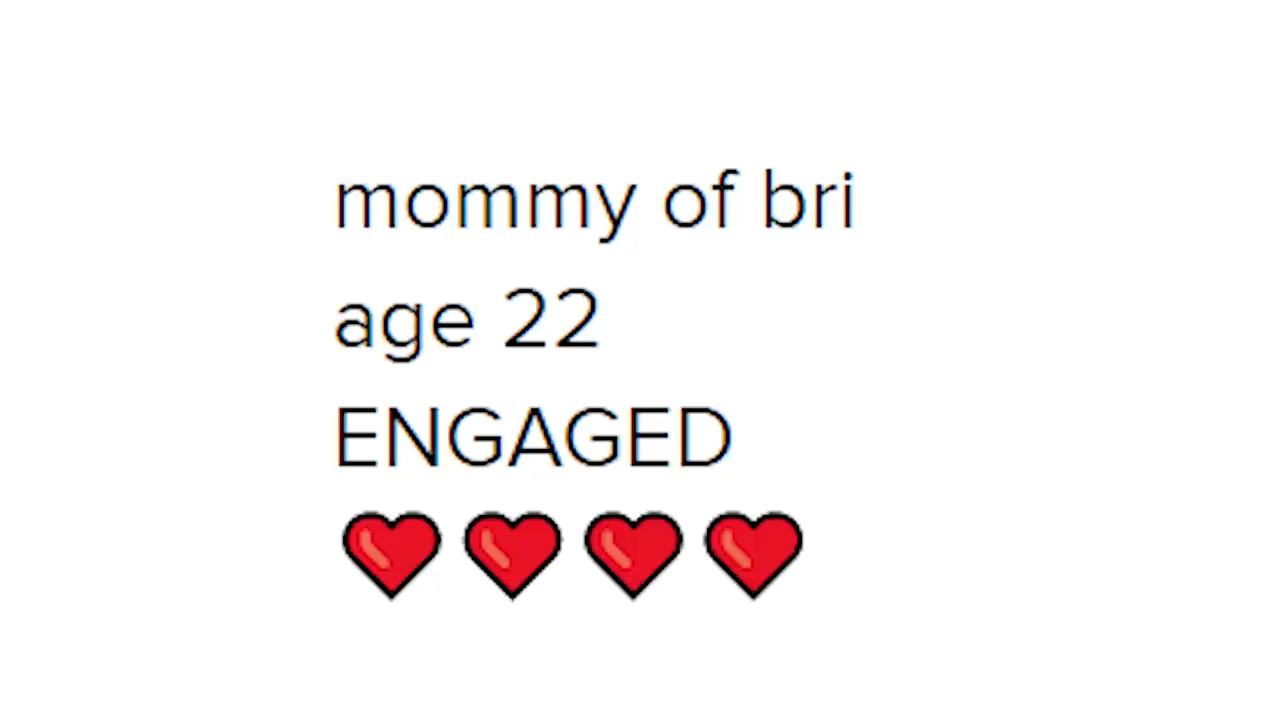 mommy of bri
age 22
ENGAGED
❤️❤️❤️❤️